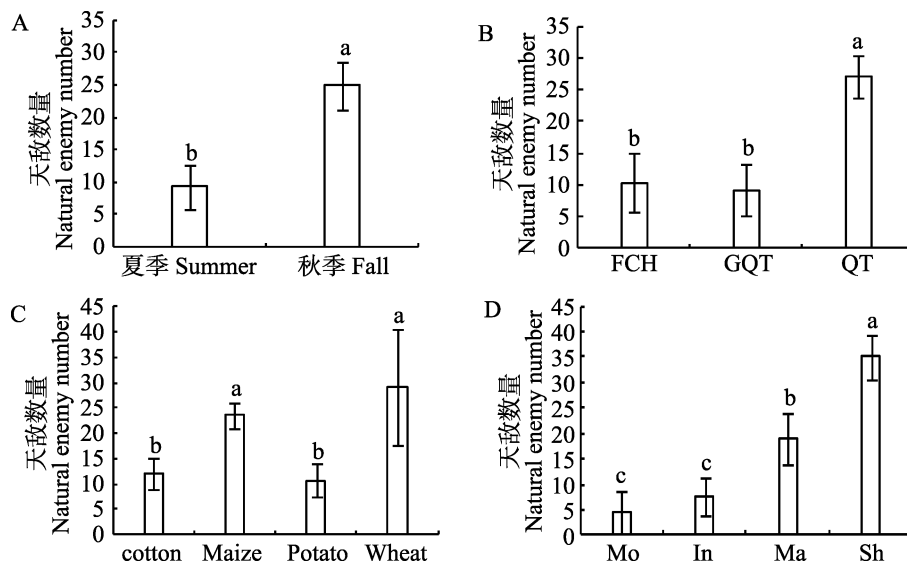 A
天敌数量
Natural enemy number
35
30
25
20
15
10
5
0
b
a
夏季 Summer
秋季 Fall
B
天敌数量
Natural enemy number
35
30
25
20
15
10
5
0
b
b
a
FCH
GQT
QT
C
天敌数量
Natural enemy number
45
40
35
30
25
20
15
10
5
0
b
a
b
a
cotton
Maize
Potato
Wheat
D
天敌数量
Natural enemy number
45
40
35
30
25
20
15
10
5
0
c
c
b
a
Mo
In
Ma
Sh